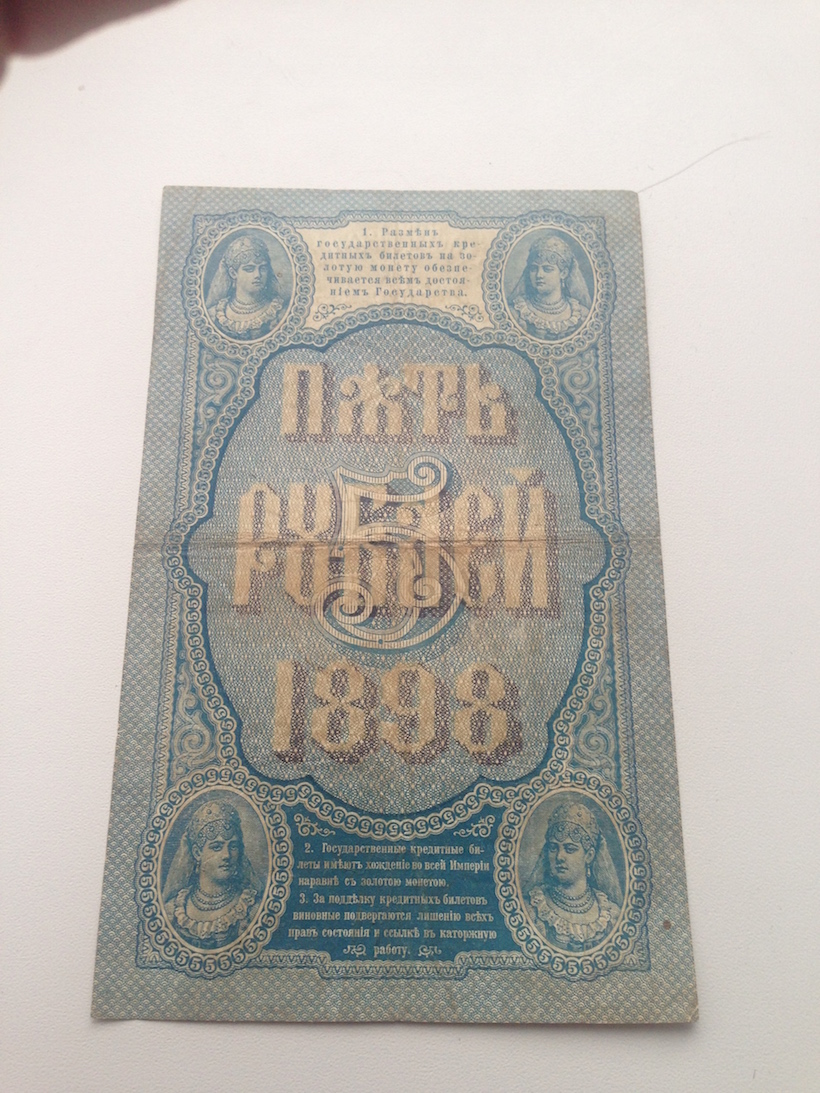 1. Размѣнъ
государственныхъ кре-
дитныхъ билетовъ на зо-
лотую монету обезпе-
чивается всѣмъ достоя-
ніемъ Государства.
ПѦТЬ
РУБЛЕЙ
5
1898
2. Государственные кредитные би-
леты имѣютъ хожденіе во всей Имперіи
наравнѣ съ золотою монетою.
3. За поддѣлку кредитныхъ билетовъ
виновные подвергаются лишенію всѣхъ
правъ состоянія и ссылкѣ въ каторжную
работу.